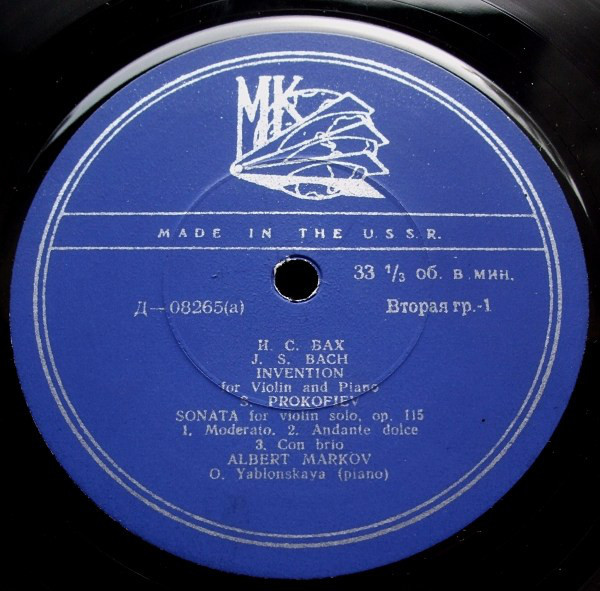 МК
MADE IN THE U.S.S.R.
33 1/3 об. в мин.
Д—08265(а)
Вторая гр.-1
И. С. БАХ
J. S. BACH
INVENTION
for Violin and Piano
S. PROKOFIEV
SONATA for violin solo, op. 115
1. Moderato. 2. Andante dolce
3. Con brio
ALBERT MARKOV
O. Yablonskaya (piano)